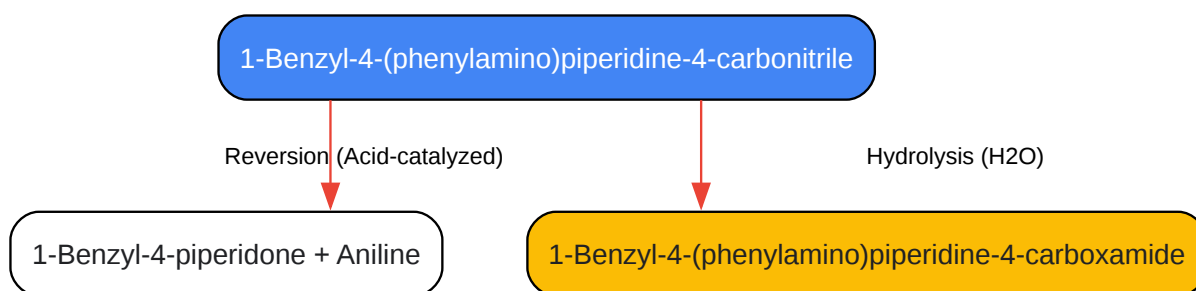 1-Benzyl-4-(phenylamino)piperidine-4-carbonitrile
Reversion (Acid-catalyzed)
Hydrolysis (H2O)
1-Benzyl-4-piperidone + Aniline
1-Benzyl-4-(phenylamino)piperidine-4-carboxamide